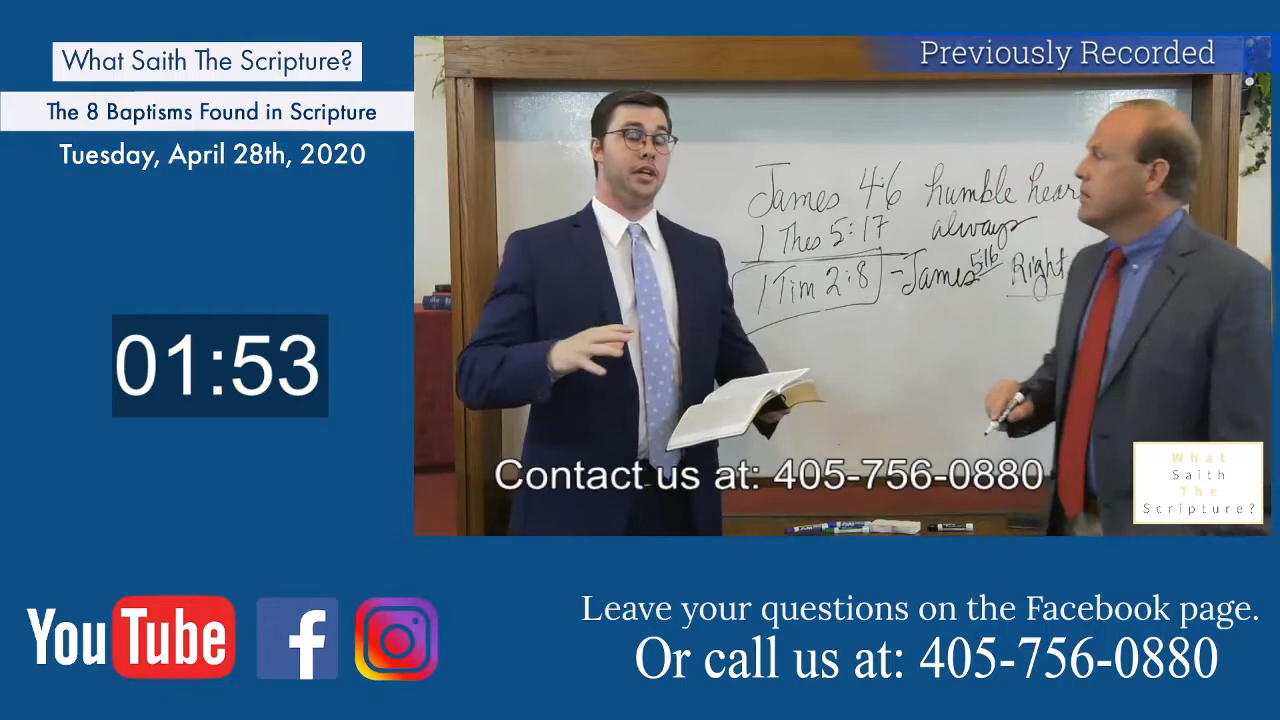 What Saith The Scripture?
The 8 Baptisms Found in Scripture
Tuesday, April 28th, 2020
01:53
Previously Recorded
James 4:6 humble hear
1 Thes 5:17 always
1 Tim 2:8 - James 5:16 Right
Contact us at: 405-756-0880
What
Saith
The
Scripture?
YouTube
f
Leave your questions on the Facebook page.
Or call us at: 405-756-0880